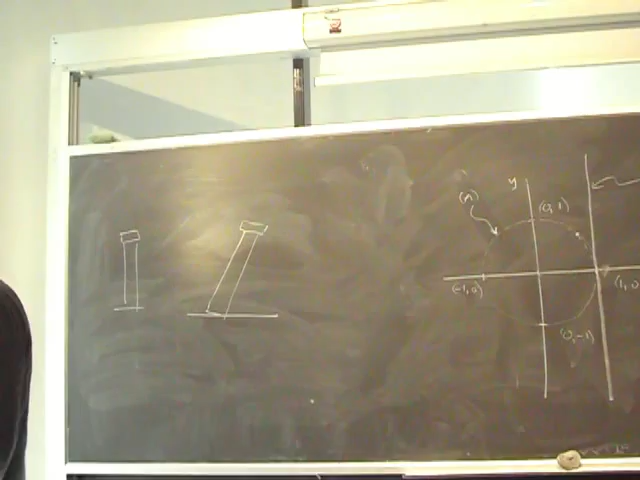 y
(0,1)
(-1,0)
(1,0
(0,-1)